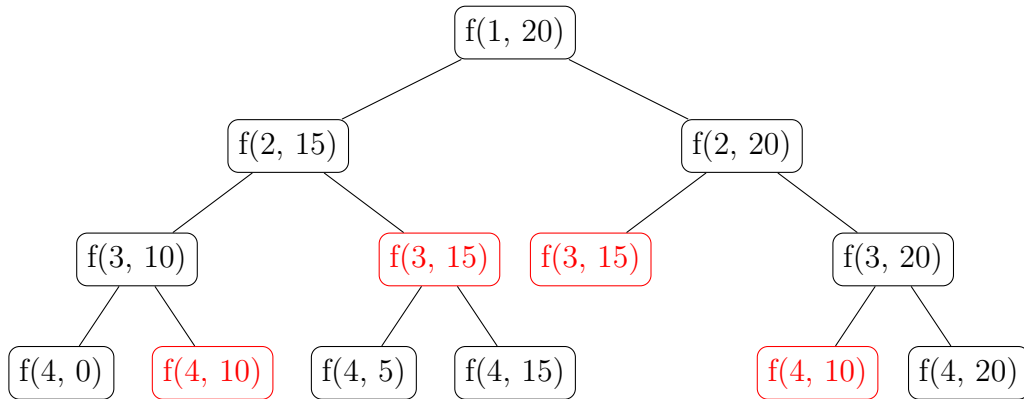 f(1, 20)
f(2, 15)
f(2, 20)
f(3, 10)
f(3, 15)
f(3, 15)
f(3, 20)
f(4, 0)
f(4, 10)
f(4, 5)
f(4, 15)
f(4, 10)
f(4, 20)